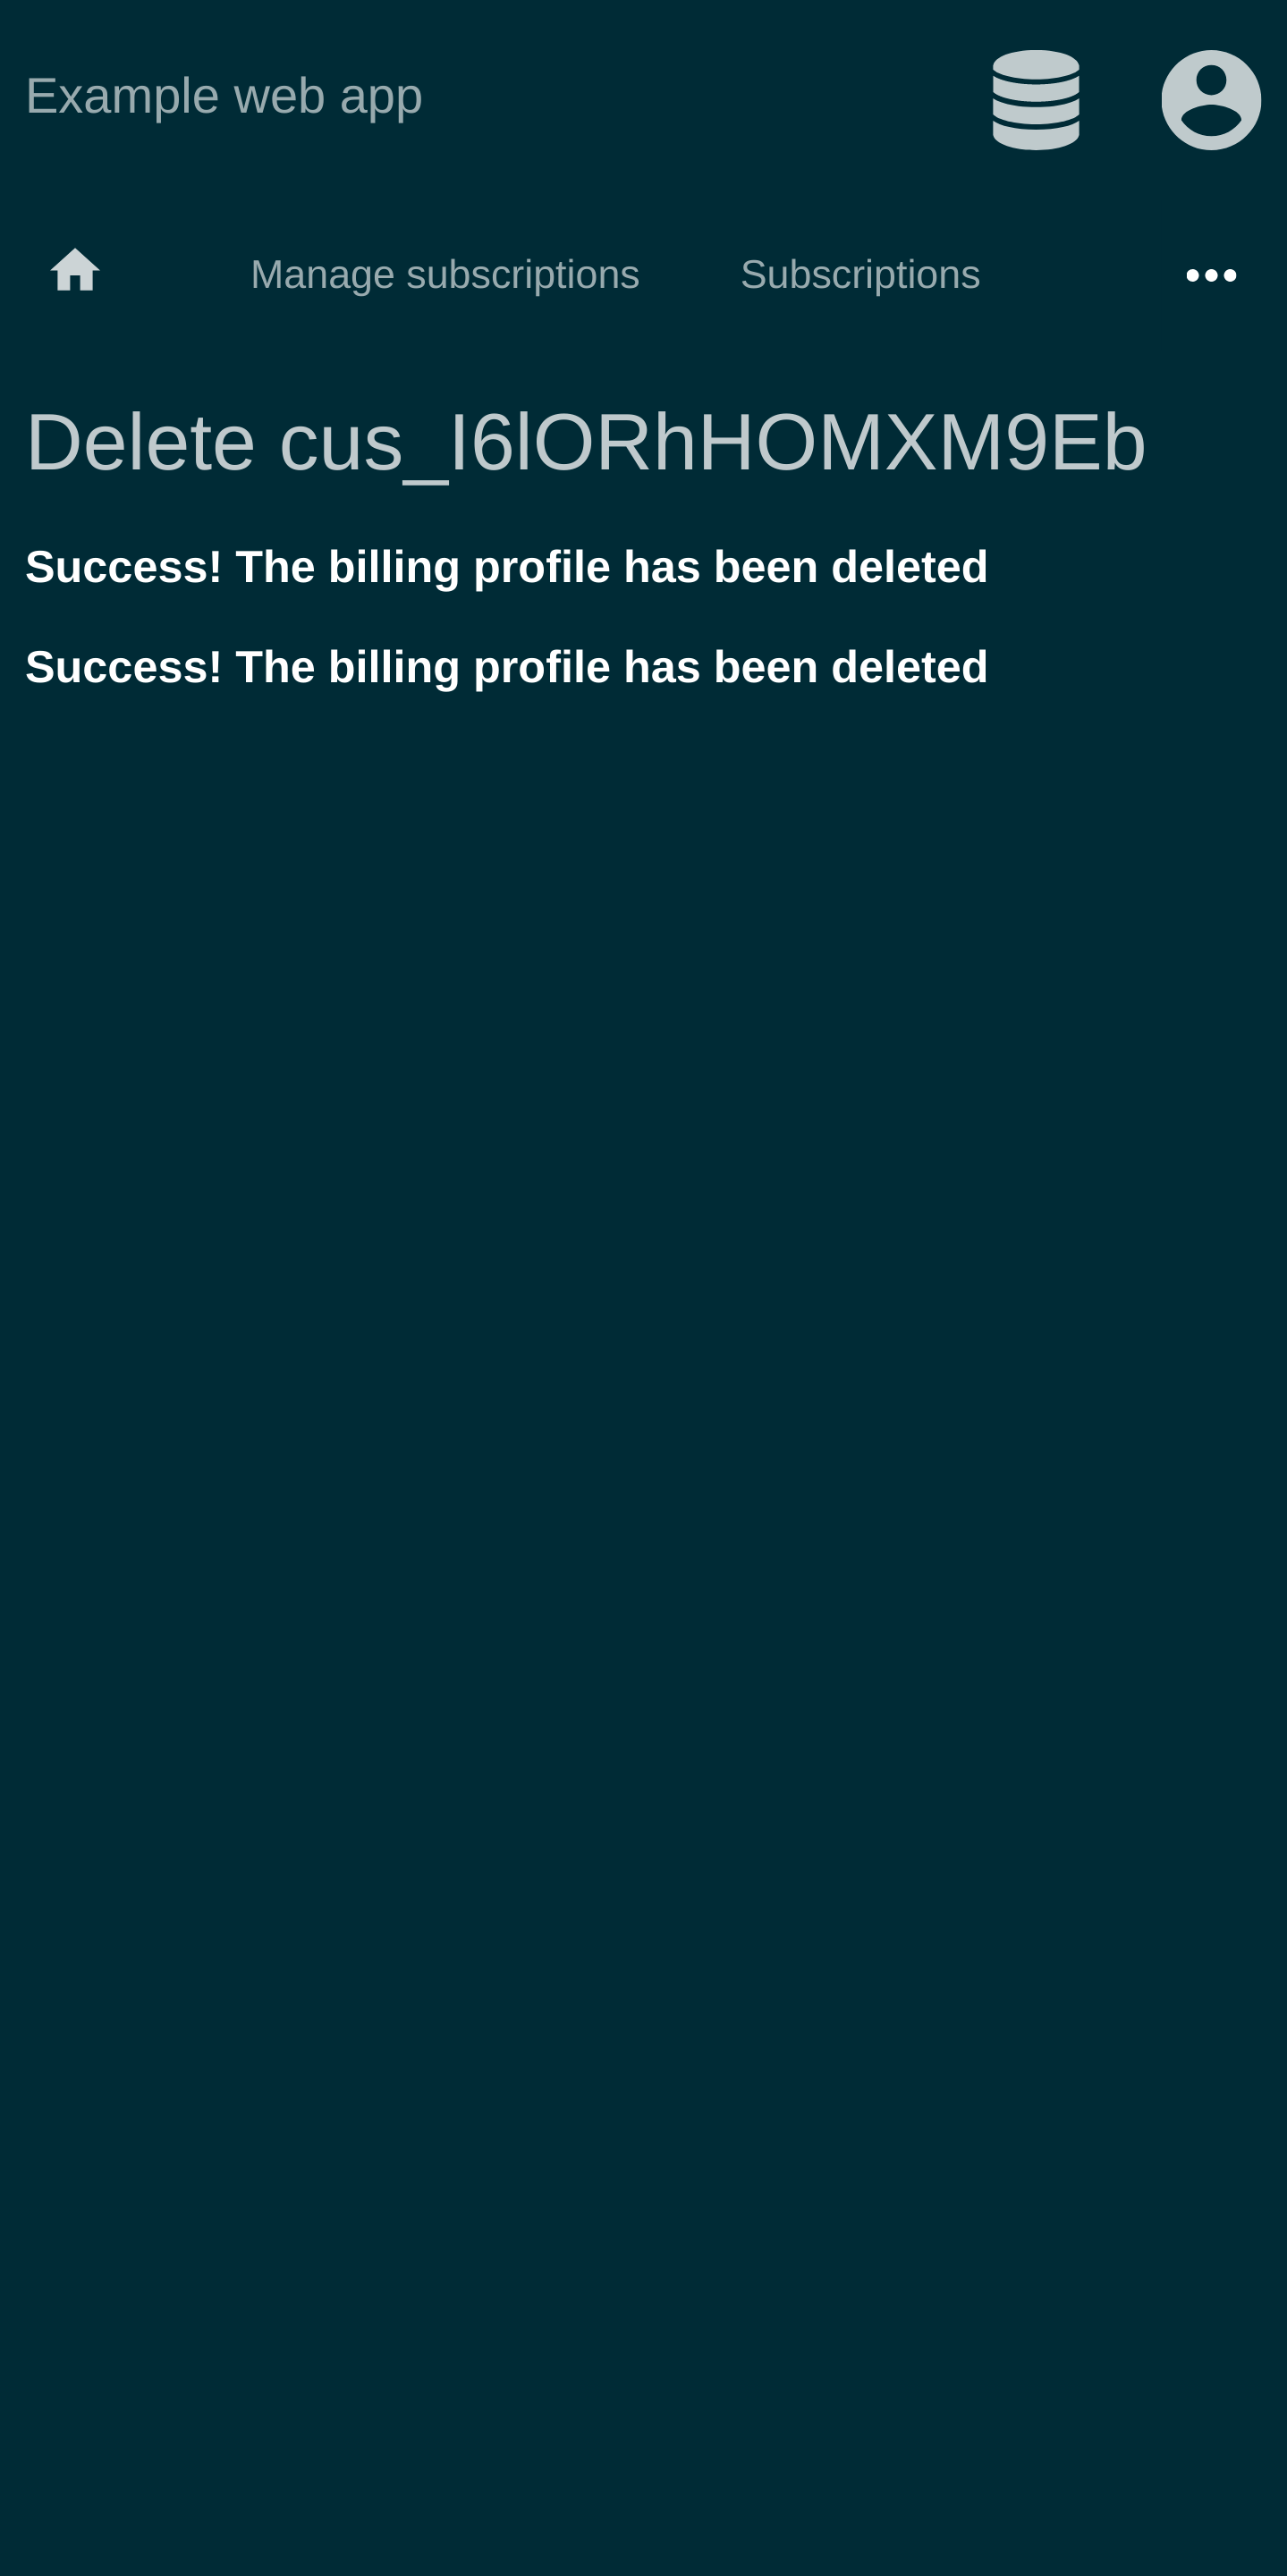 Example web app
Manage subscriptions Subscriptions
Delete cus_I6lORhHOMXM9Eb
Success! The billing profile has been deleted
Success! The billing profile has been deleted